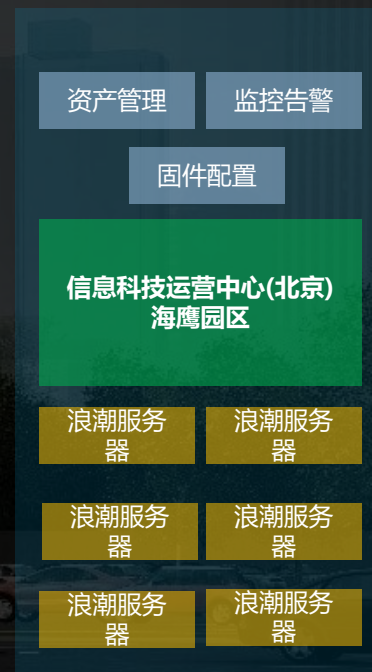 资产管理 监控告警
固件配置
信息科技运营中心(北京)
海鹰园区
浪潮服务
器
浪潮服务
器
浪潮服务
器
浪潮服务
器
浪潮服务
器
浪潮服务
器